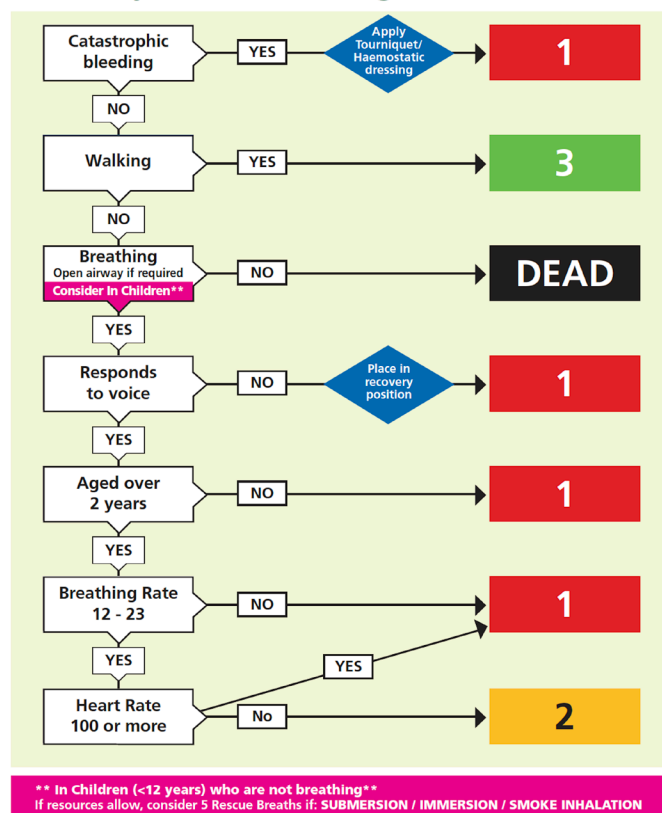 Catastrophic
bleeding
YES
Apply
Tourniquet/
Haemostatic
dressing
1
NO
Walking
YES
3
NO
Breathing
Open airway if required
Consider In Children**
NO
DEAD
YES
Responds
to voice
NO
Place in
recovery
position
1
YES
Aged over
2 years
NO
1
YES
Breathing Rate
12 - 23
NO
1
YES
YES
Heart Rate
100 or more
No
2
** In Children (<12 years) who are not breathing**
If resources allow, consider 5 Rescue Breaths if: SUBMERSION / IMMERSION / SMOKE INHALATION